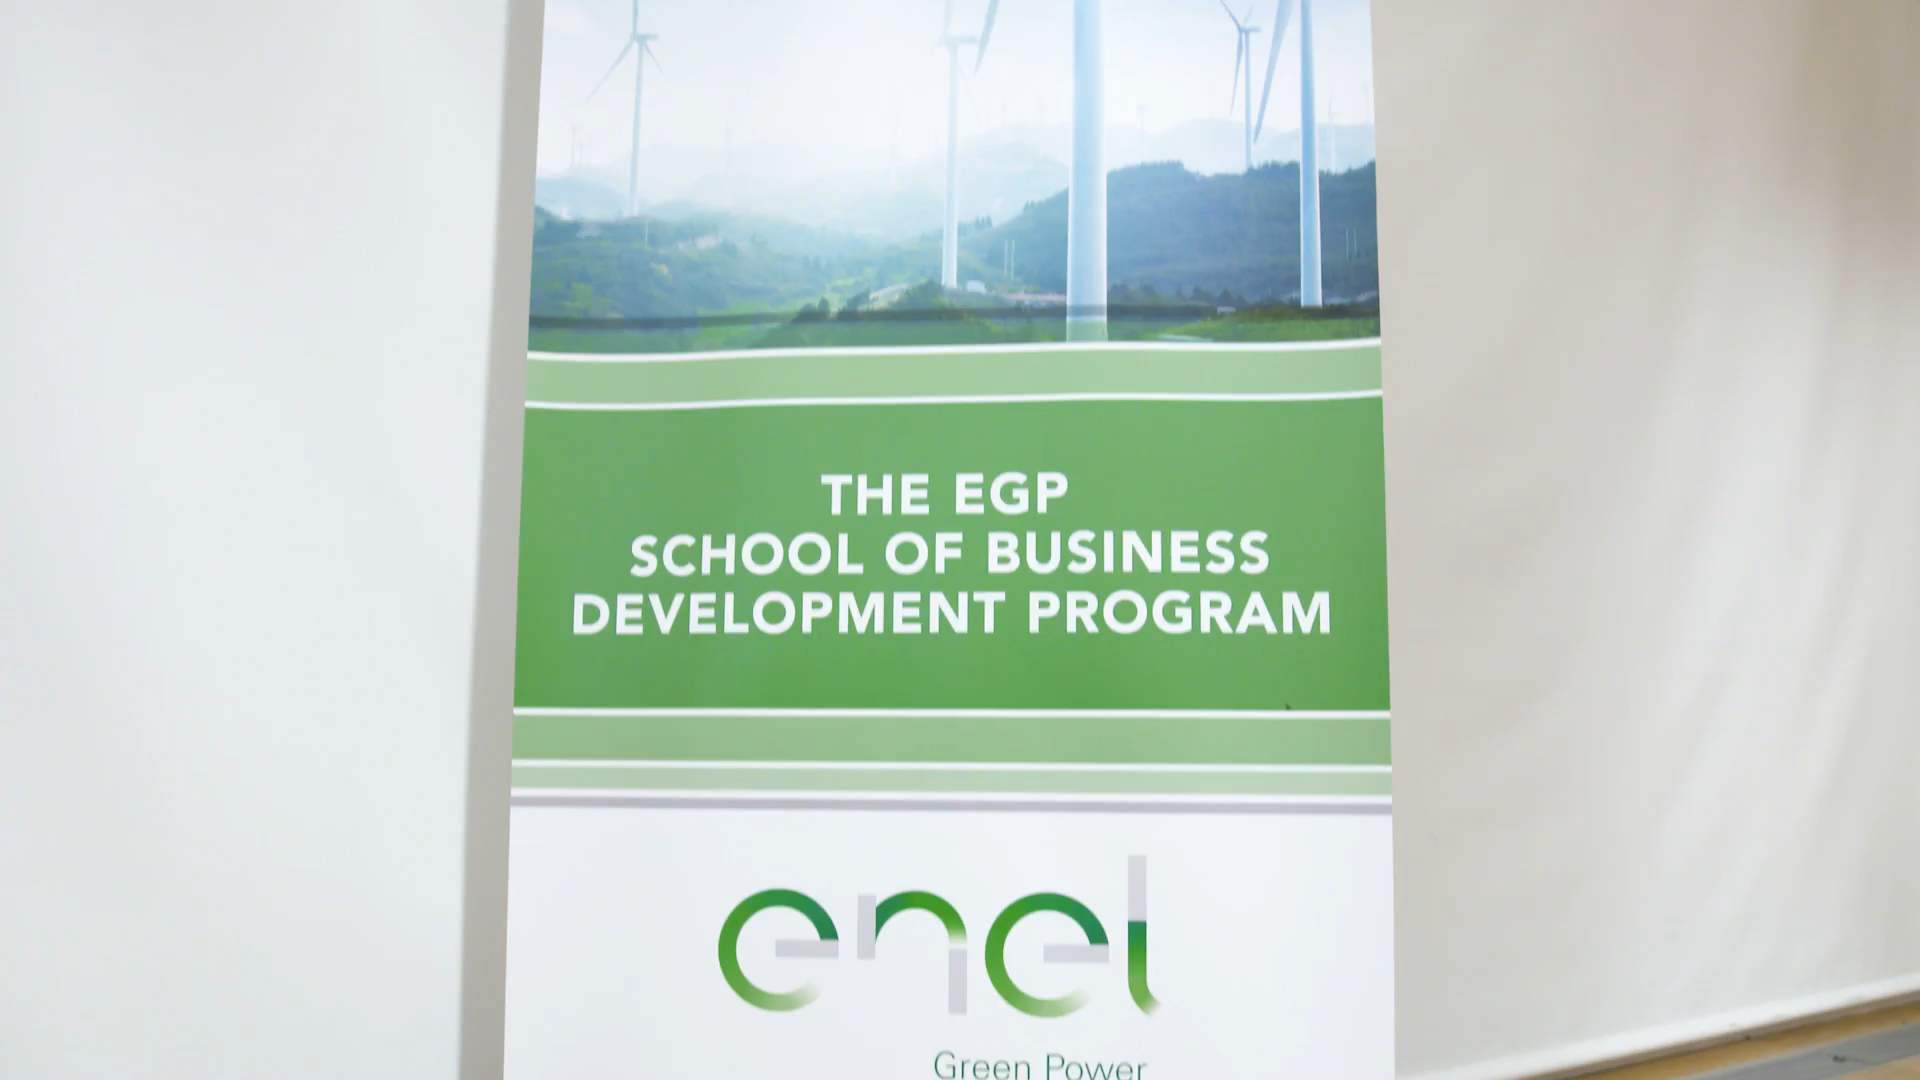 THE EGP
SCHOOL OF BUSINESS
DEVELOPMENT PROGRAM
enel
Green Power